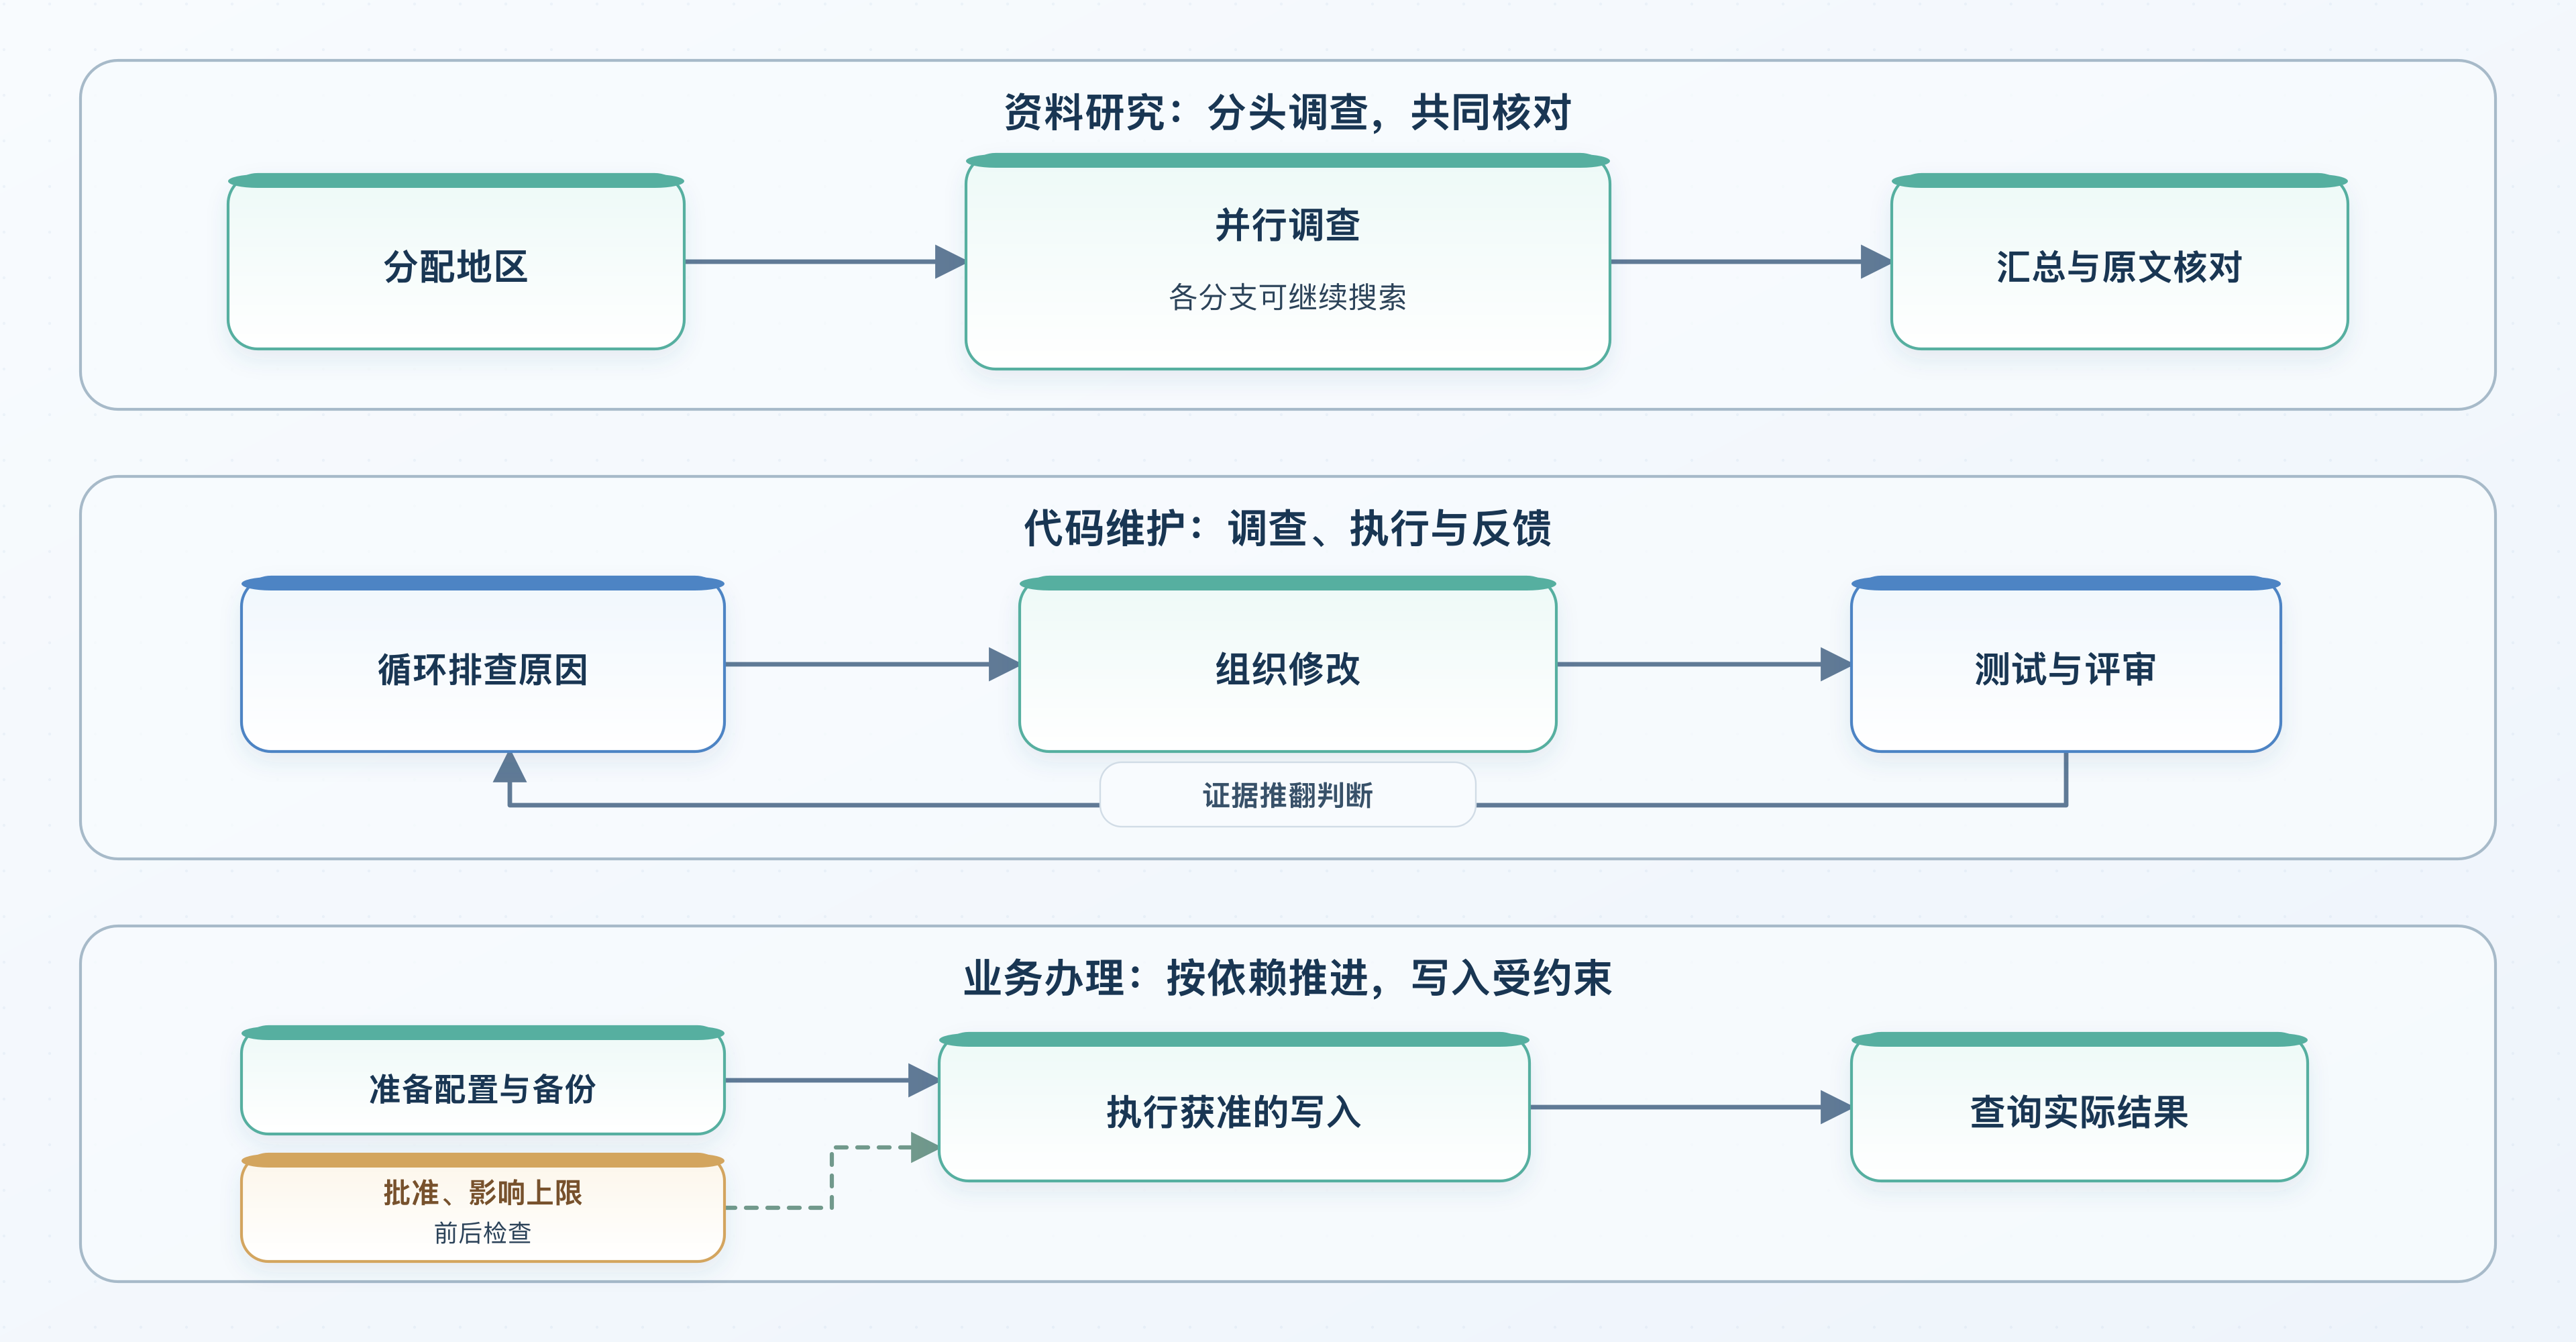 资料研究：分头调查，共同核对
分配地区
并行调查
各分支可继续搜索
汇总与原文核对
代码维护：调查、执行与反馈
循环排查原因
组织修改
测试与评审
证据推翻判断
业务办理：按依赖推进，写入受约束
准备配置与备份
执行获准的写入
查询实际结果
批准、影响上限
前后检查